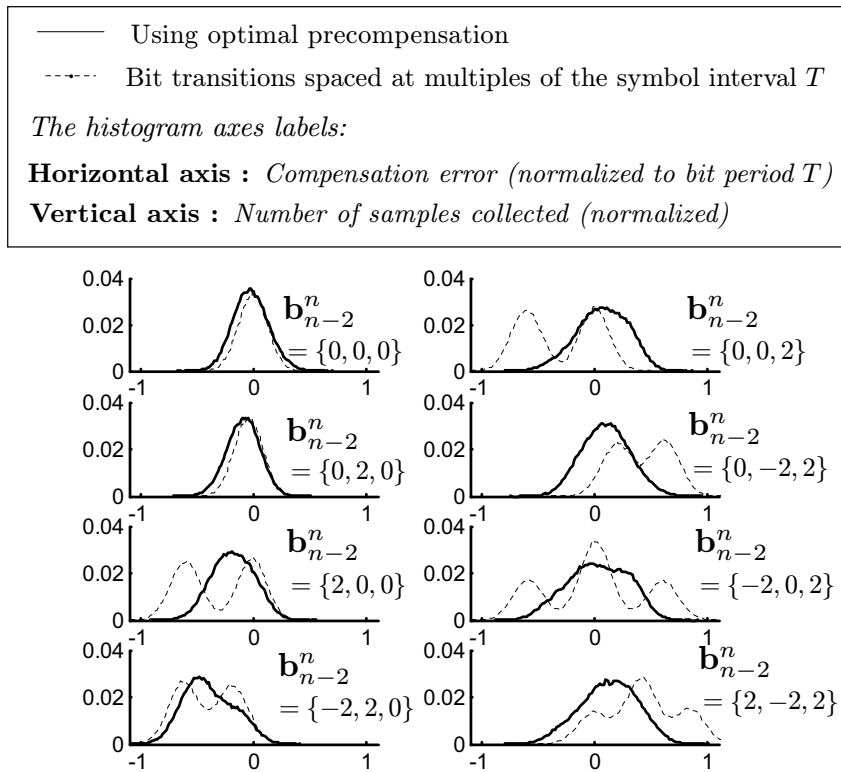 Using optimal precompensation
Bit transitions spaced at multiples of the symbol interval T
The histogram axes labels:
Horizontal axis : Compensation error (normalized to bit period T)
Vertical axis : Number of samples collected (normalized)
0.04
0.02
0
-1 0 1
b^n_{n−2}
= {0, 0, 0}
0.04
0.02
0
-1 0 1
b^n_{n−2}
= {0, 0, 2}
0.04
0.02
0
-1 0 1
b^n_{n−2}
= {0, 2, 0}
0.04
0.02
0
-1 0 1
b^n_{n−2}
= {0, −2, 2}
0.04
0.02
0
-1 0 1
b^n_{n−2}
= {2, 0, 0}
0.04
0.02
0
-1 0 1
b^n_{n−2}
= {−2, 0, 2}
0.04
0.02
0
-1 0 1
b^n_{n−2}
= {−2, 2, 0}
0.04
0.02
0
-1 0 1
b^n_{n−2}
= {2, −2, 2}